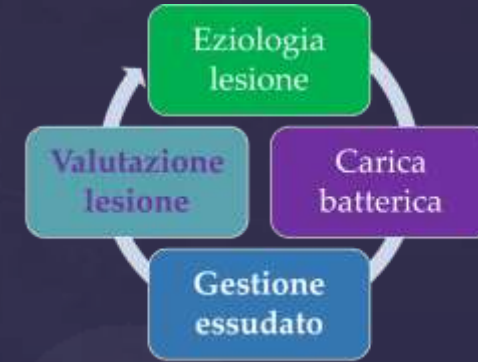 Eziologia
lesione
Carica
batterica
Gestione
essudato
Valutazione
lesione